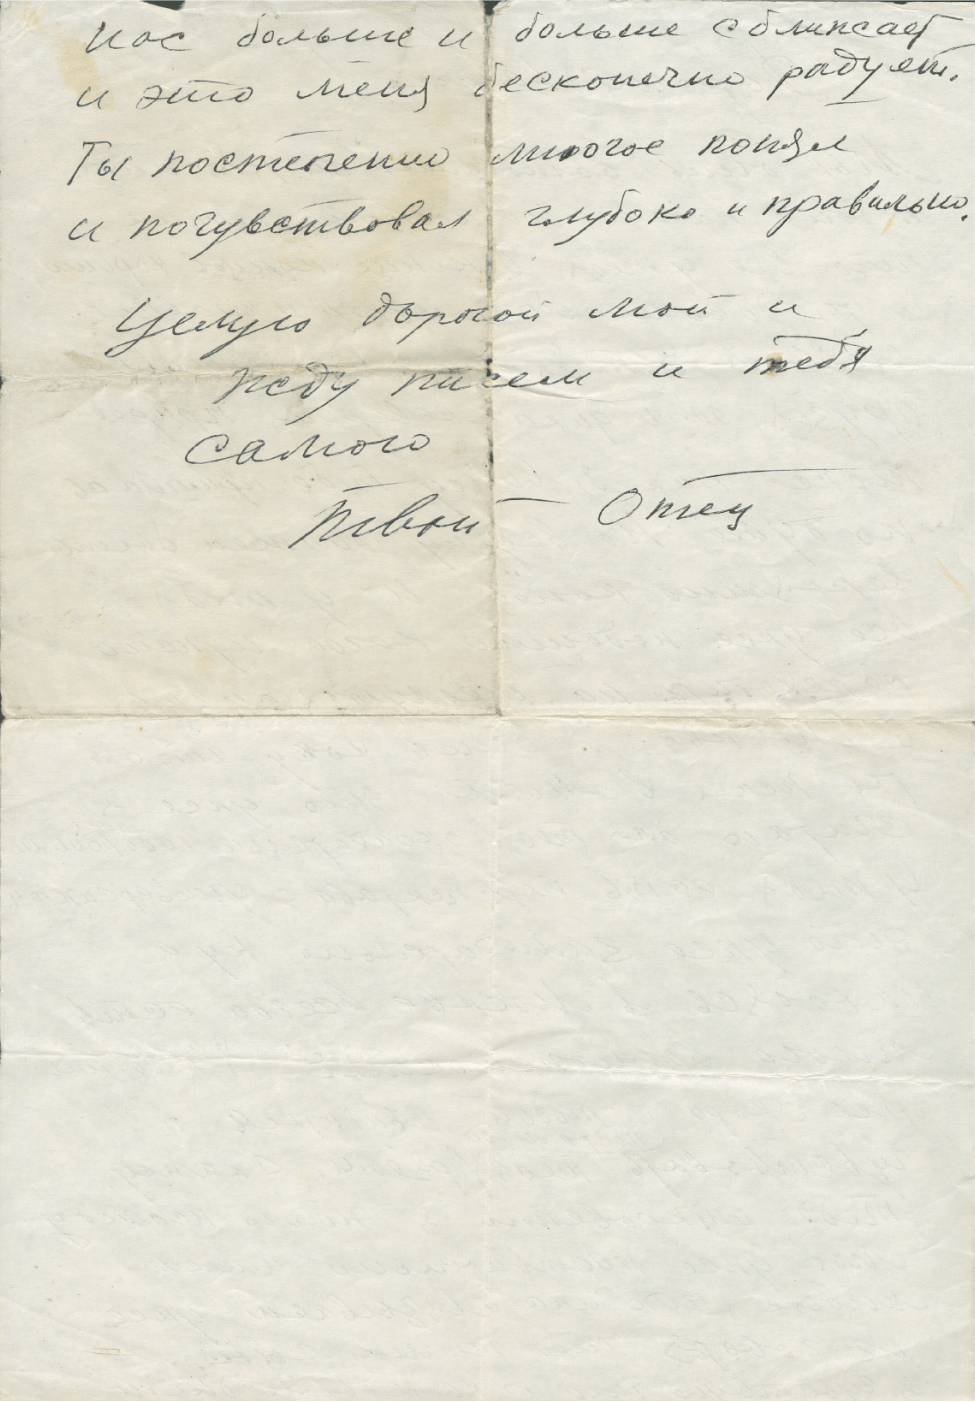 нас больше и больше сближает
и это меня бесконечно радует.
Ты постепенно многое понял
и почувствовал глубоко и правильно.
Целую дорогой мой и
жду писем и тебя
самого
Твой Отец